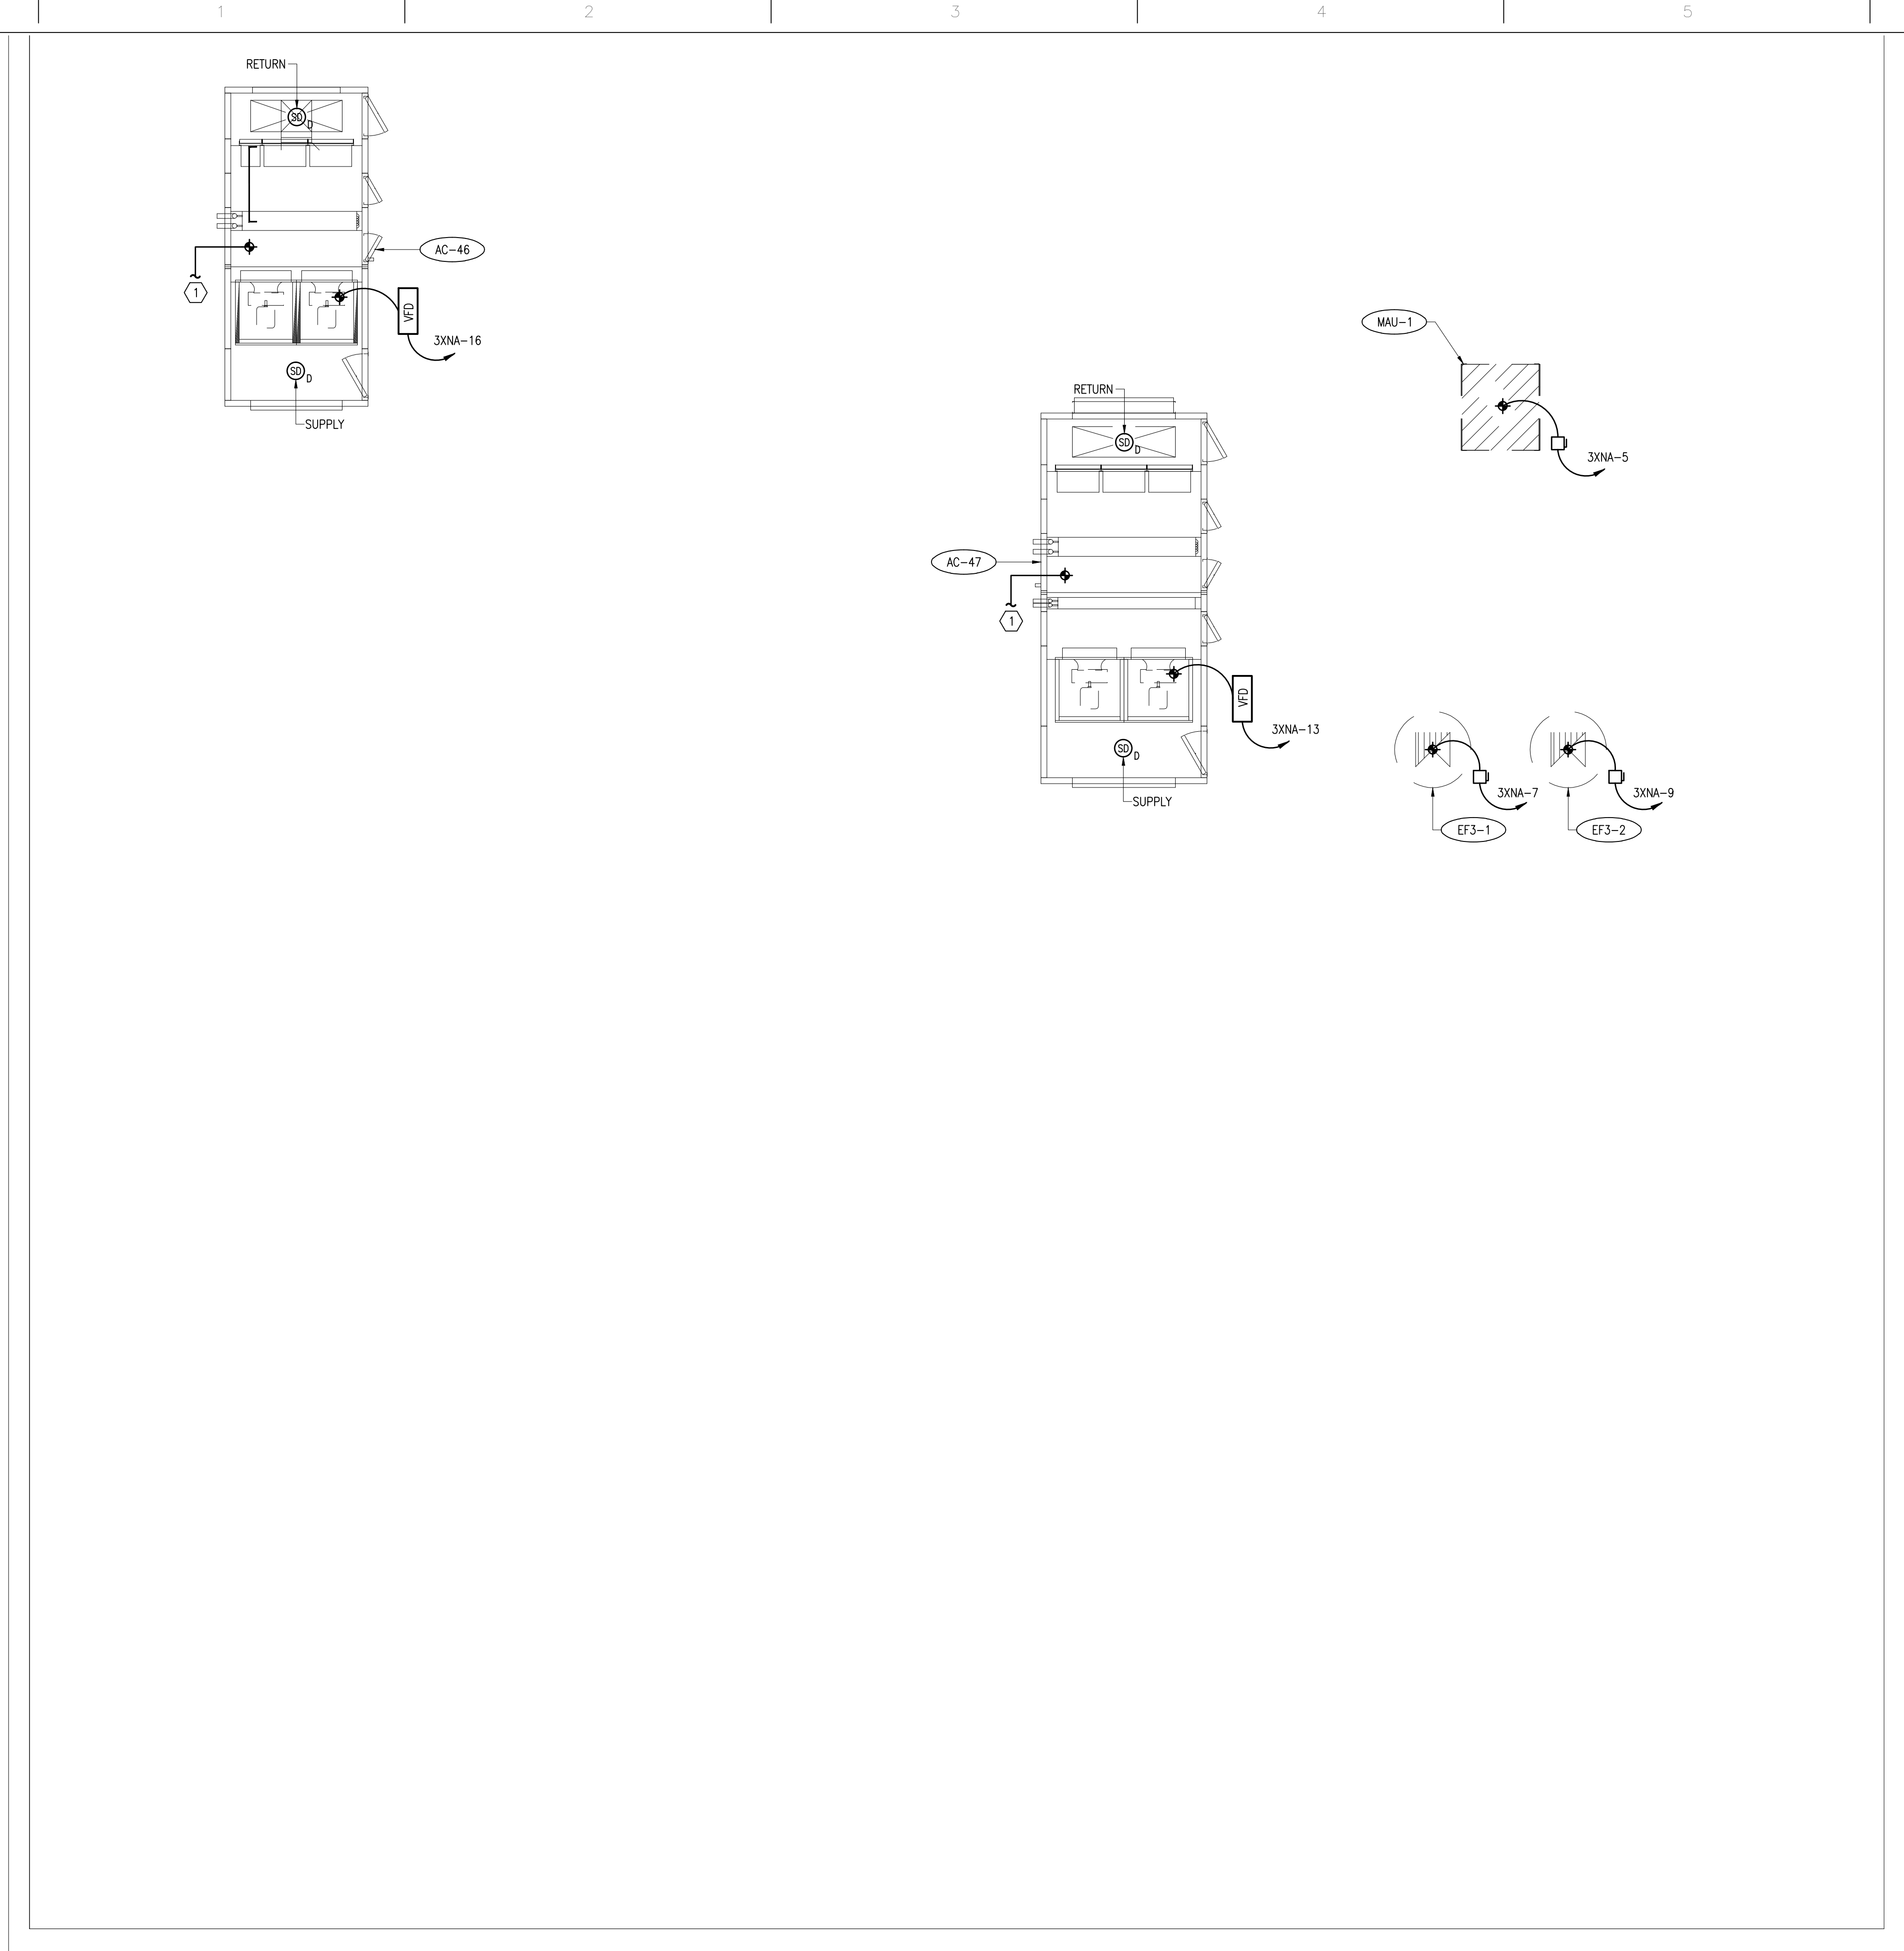 1
2
3
4
5
RETURN
SD
D
AC-46
1
VFD
3XNA-16
SD
D
SUPPLY
RETURN
SD
D
AC-47
1
VFD
3XNA-13
SD
D
SUPPLY
MAU-1
3XNA-5
3XNA-7
EF3-1
3XNA-9
EF3-2